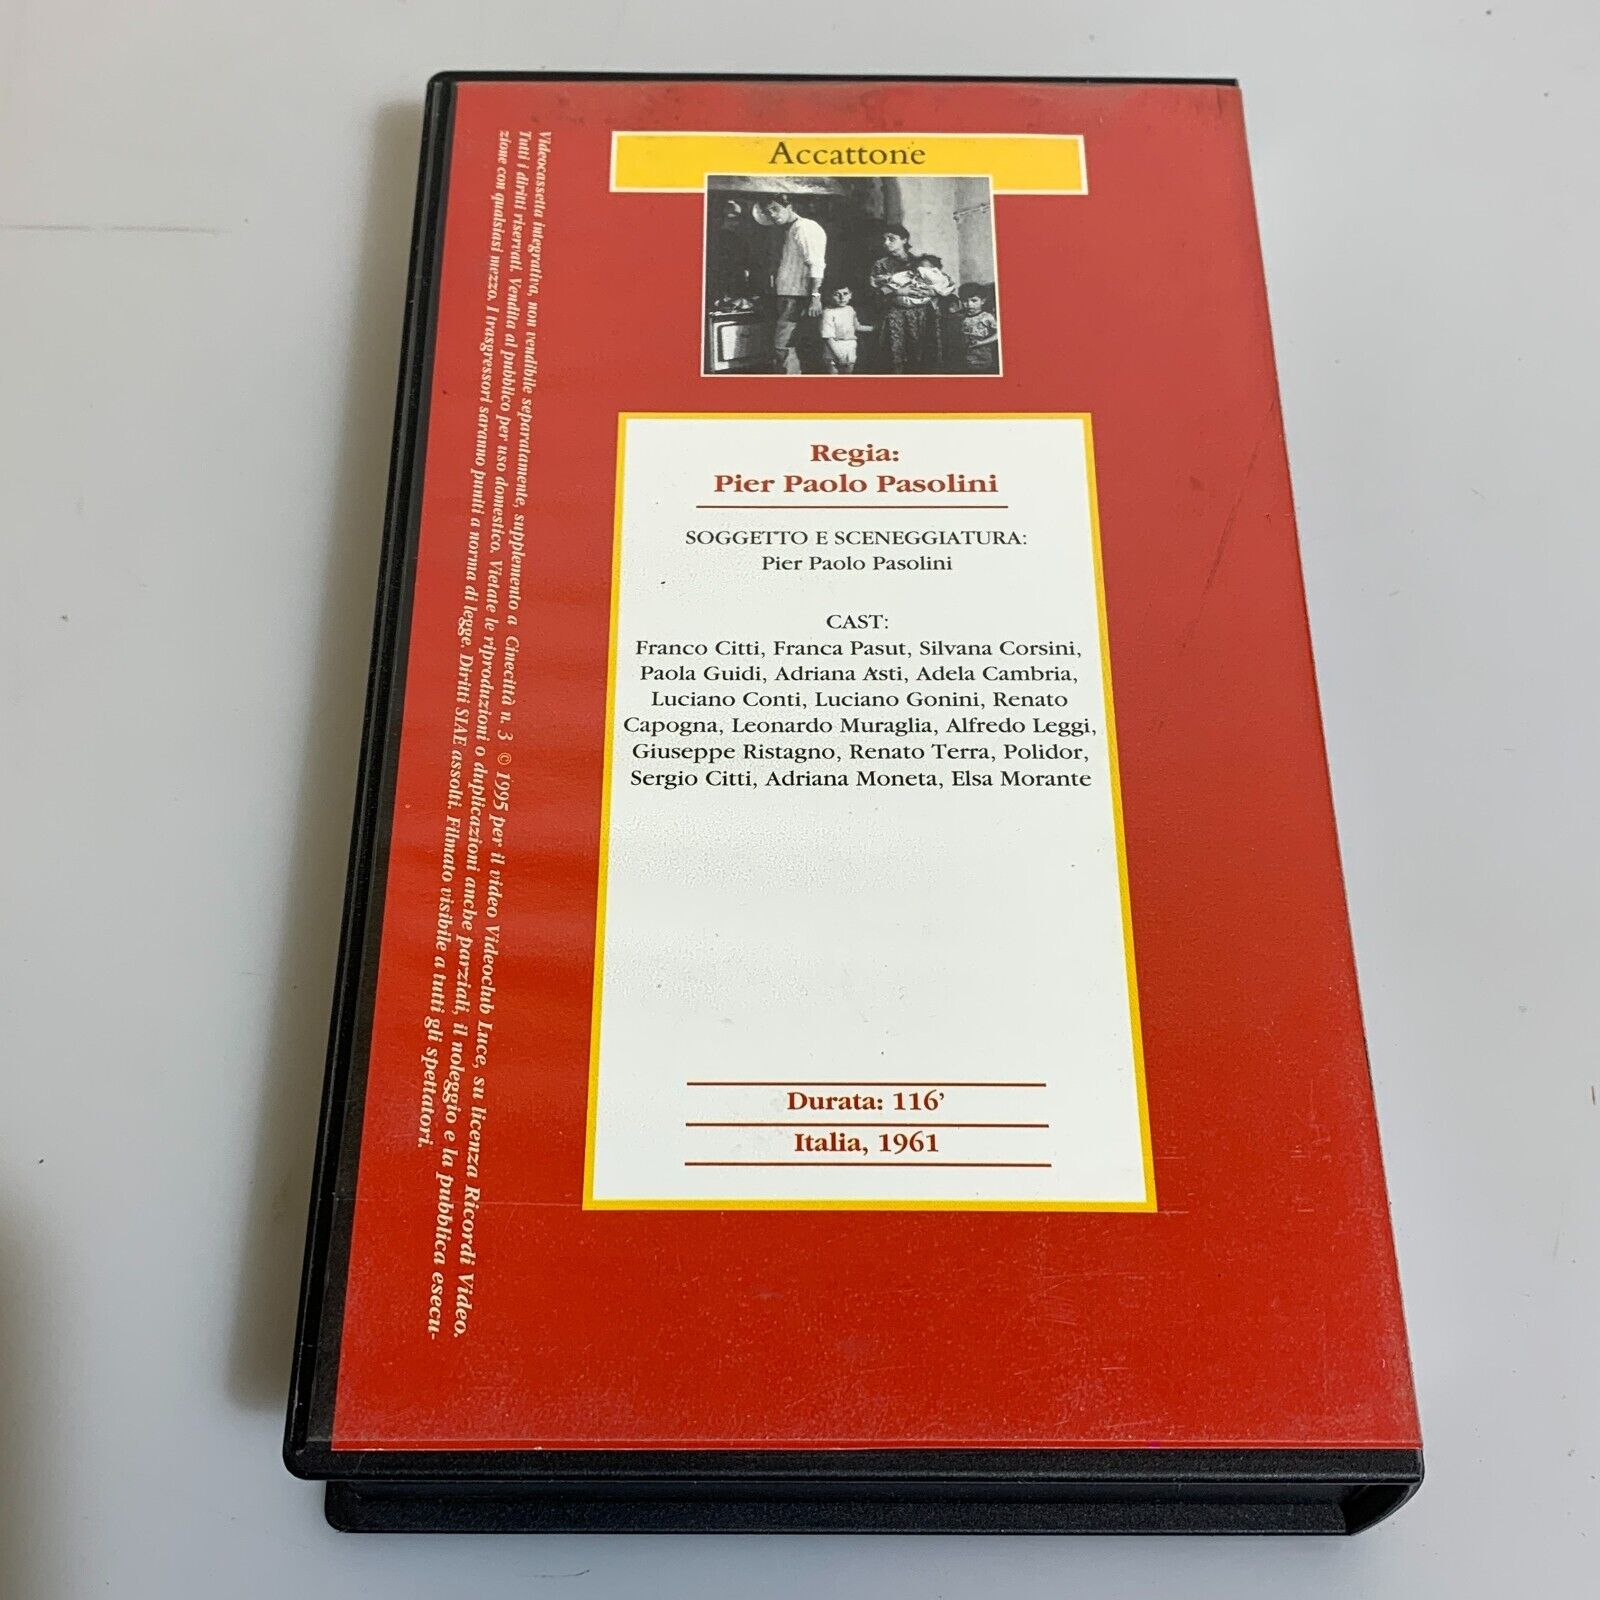 Accattone
Regia:
Pier Paolo Pasolini
SOGGETTO E SCENEGGIATURA:
Pier Paolo Pasolini
CAST:
Franco Citti, Franca Pasut, Silvana Corsini,
Paola Guidi, Adriana Asti, Adela Cambria,
Luciano Conti, Luciano Gonini, Renato
Capogna, Leonardo Muraglia, Alfredo Leggi,
Giuseppe Ristagno, Renato Terra, Polidor,
Sergio Citti, Adriana Moneta, Elsa Morante
Durata: 116'
Italia, 1961
Videocassetta integrativa, non vendibile separatamente, supplemento a Cinecittà n. 3 © 1995 per il video Videoclub Luce, su licenza Ricordi Video.
Tutti i diritti riservati. Vendita al pubblico per uso domestico. Vietate le riproduzioni o duplicazioni anche parziali, il noleggio e la pubblica esecu-
zione con qualsiasi mezzo. I trasgressori saranno puniti a norma di legge. Diritti SIAE assolti. Filmato visibile a tutti gli spettatori.